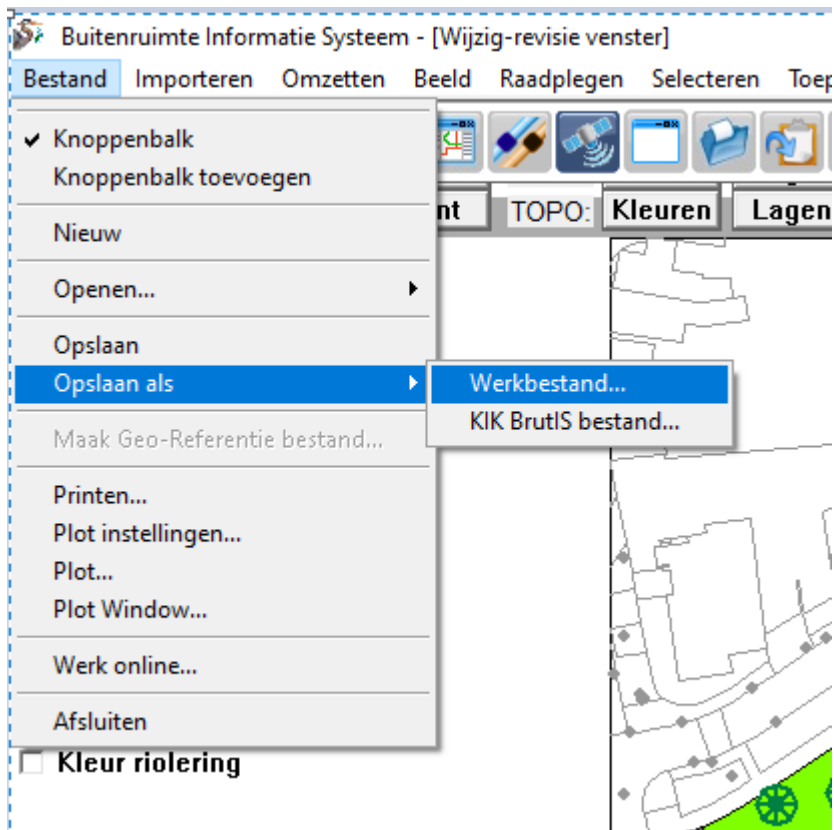 Buitenruimte Informatie Systeem - [Wijzig-revisie venster]
Bestand Importeren Omzetten Beeld Raadplegen Selecteren
Knoppenbalk
Knoppenbalk toevoegen
nt TOPO: Kleuren Lagen
Nieuw
Openen...
Opslaan
Opslaan als
Werkbestand...
KIK BrutIS bestand...
Maak Geo-Referentie bestand...
Printen...
Plot instellingen...
Plot...
Plot Window...
Werk online...
Afsluiten
Kleur riolering